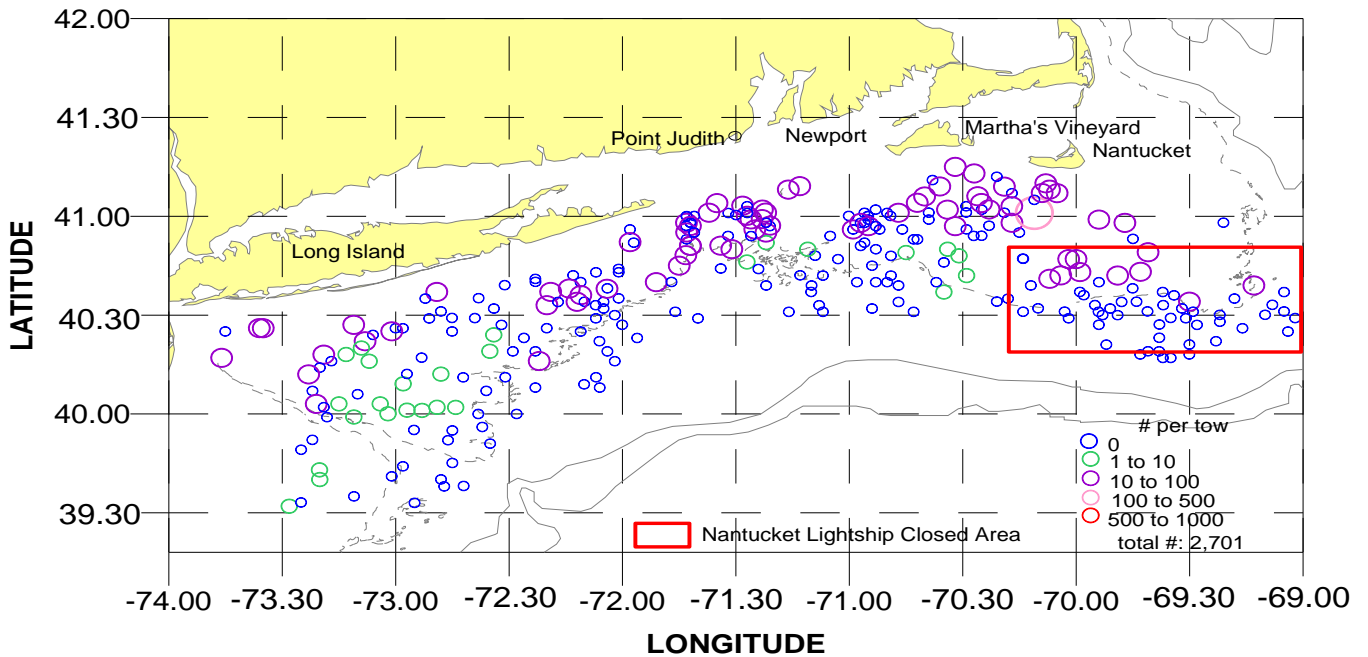 42.00
41.30
41.00
40.30
40.00
39.30
LATITUDE
Point Judith
Newport
Martha's Vineyard
Nantucket
Long Island
# per tow
0
1 to 10
10 to 100
100 to 500
500 to 1000
total #: 2,701
Nantucket Lightship Closed Area
-74.00 -73.30 -73.00 -72.30 -72.00 -71.30 -71.00 -70.30 -70.00 -69.30 -69.00
LONGITUDE